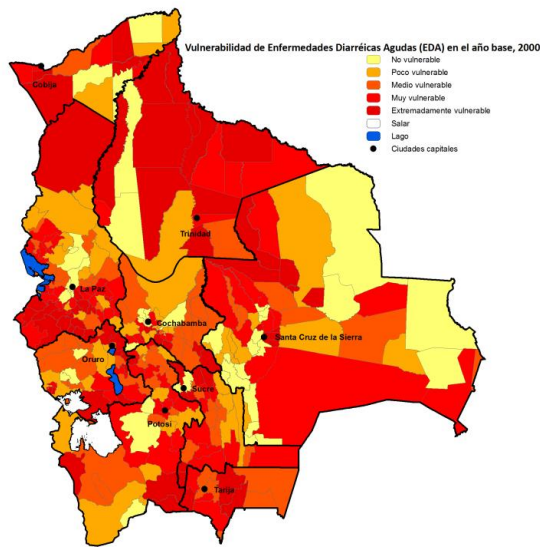 Vulnerabilidad de Enfermedades Diarréicas Agudas (EDA) en el año base, 2000
No vulnerable
Poco vulnerable
Medio vulnerable
Muy vulnerable
Extremadamente vulnerable
Salar
Lago
Ciudades capitales
Cobija
Trinidad
La Paz
Cochabamba
Santa Cruz de la Sierra
Oruro
Sucre
Potosí
Tarija